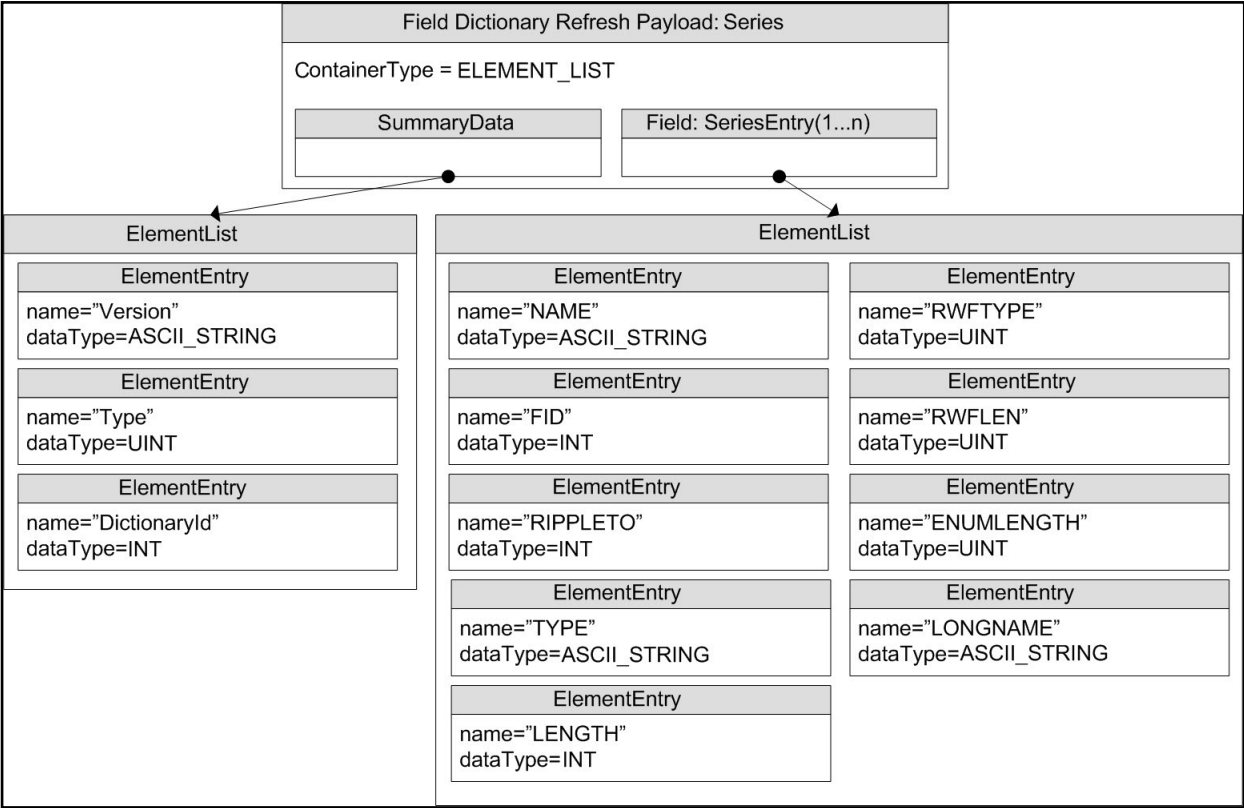 Field Dictionary Refresh Payload: Series
ContainerType = ELEMENT_LIST
SummaryData
Field: SeriesEntry(1...n)
ElementList
ElementEntry
name=”Version”
dataType=ASCII_STRING
ElementEntry
name=”Type”
dataType=UINT
ElementEntry
name=”DictionaryId”
dataType=INT
ElementList
ElementEntry
name=”NAME”
dataType=ASCII_STRING
ElementEntry
name=”FID”
dataType=INT
ElementEntry
name=”RIPPLETO”
dataType=INT
ElementEntry
name=”TYPE”
dataType=ASCII_STRING
ElementEntry
name=”LENGTH”
dataType=INT
ElementEntry
name=”RWFTYPE”
dataType=UINT
ElementEntry
name=”RWFLEN”
dataType=UINT
ElementEntry
name=”ENUMLENGTH”
dataType=UINT
ElementEntry
name=”LONGNAME”
dataType=ASCII_STRING